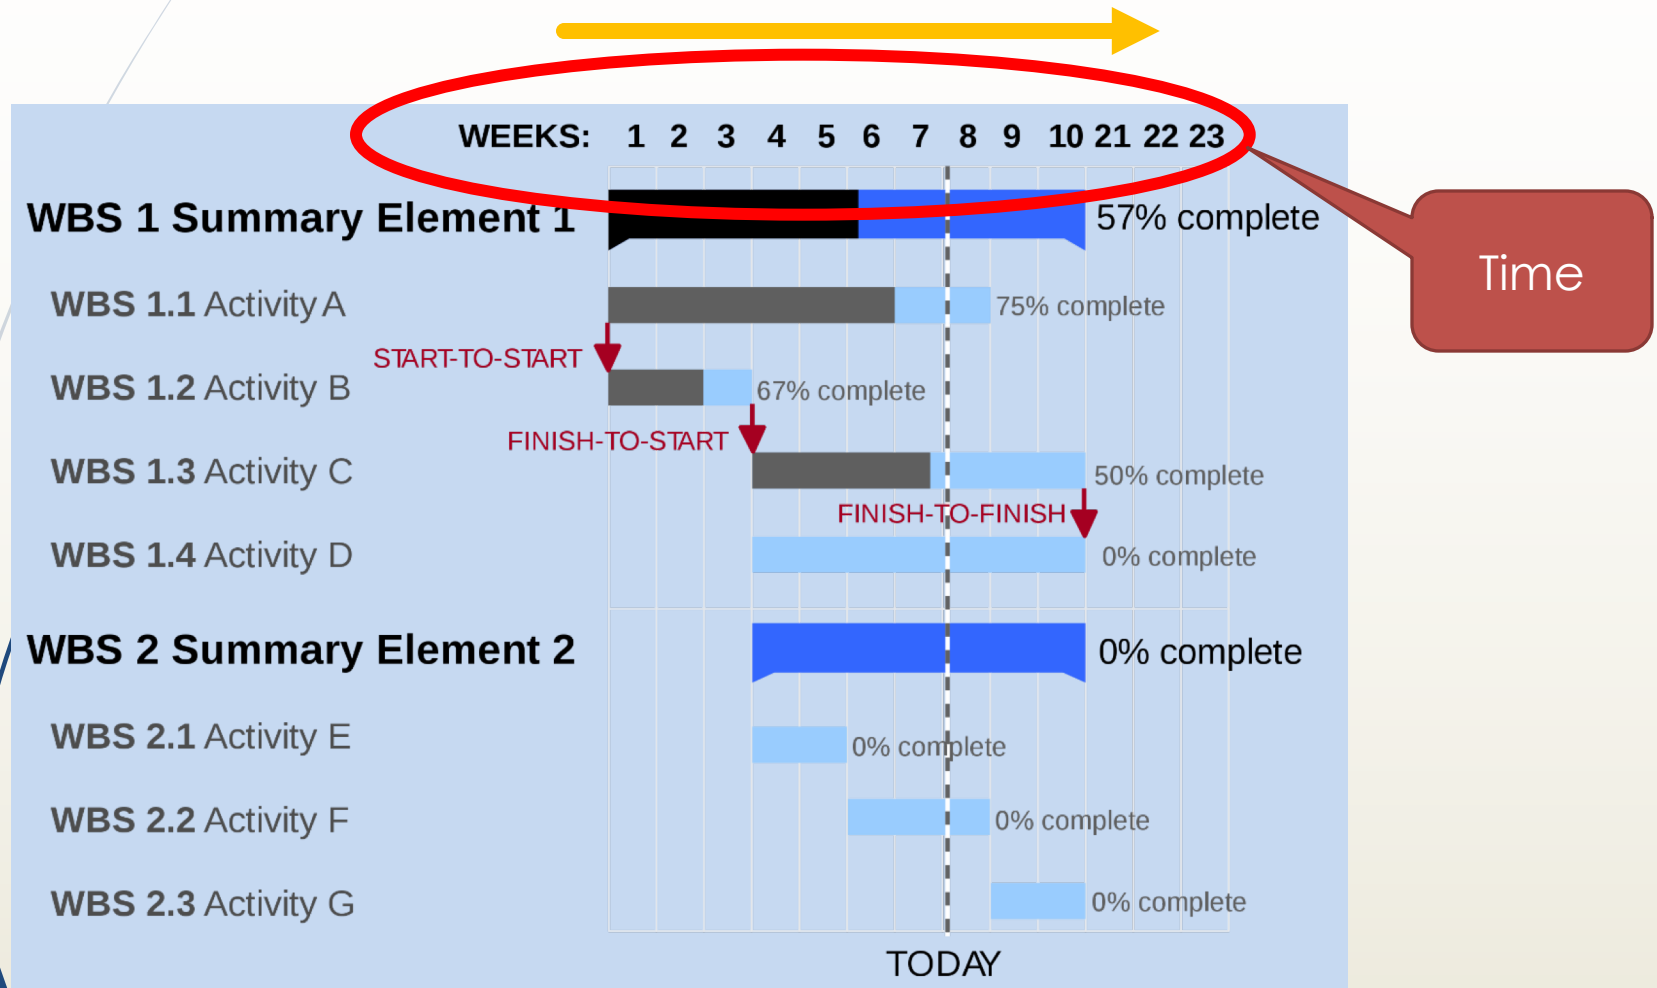 WEEKS: 1 2 3 4 5 6 7 8 9 10 21 22 23
WBS 1 Summary Element 1 57% complete
Time
WBS 1.1 Activity A 75% complete
START-TO-START
WBS 1.2 Activity B 67% complete
FINISH-TO-START
WBS 1.3 Activity C 50% complete
FINISH-TO-FINISH
WBS 1.4 Activity D 0% complete
WBS 2 Summary Element 2 0% complete
WBS 2.1 Activity E 0% complete
WBS 2.2 Activity F 0% complete
WBS 2.3 Activity G 0% complete
TODAY